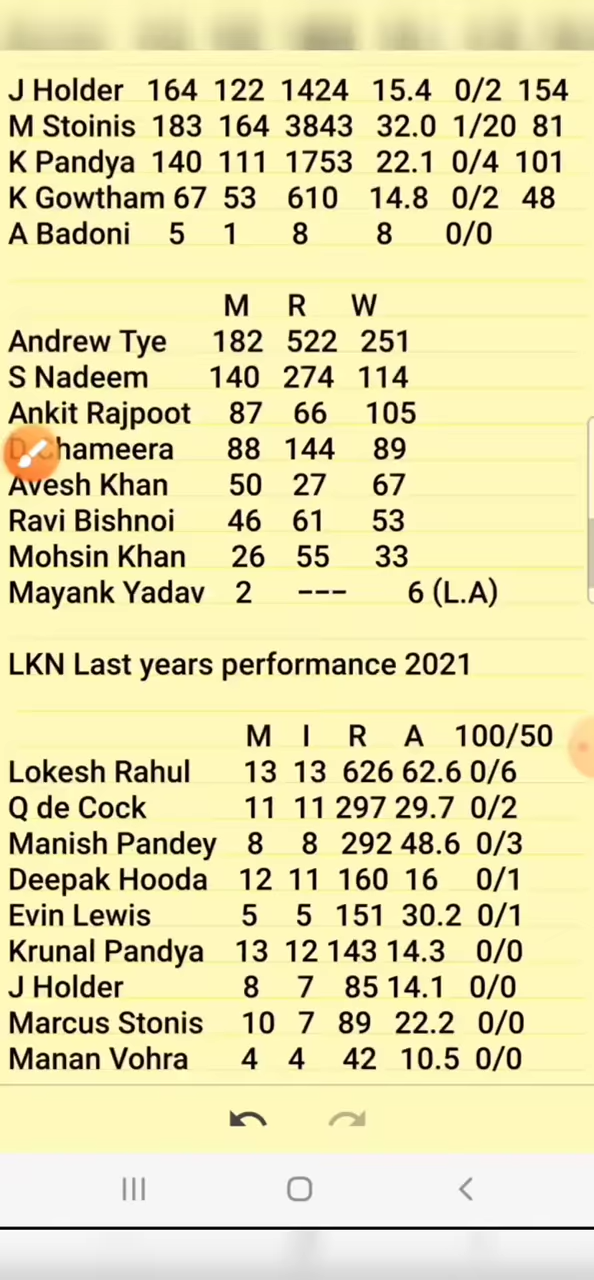 J Holder 164 122 1424 15.4 0/2 154
M Stoinis 183 164 3843 32.0 1/20 81
K Pandya 140 111 1753 22.1 0/4 101
K Gowtham 67 53 610 14.8 0/2 48
A Badoni 5 1 8 8 0/0
M R W
Andrew Tye 182 522 251
S Nadeem 140 274 114
Ankit Rajpoot 87 66 105
D Chameera 88 144 89
Avesh Khan 50 27 67
Ravi Bishnoi 46 61 53
Mohsin Khan 26 55 33
Mayank Yadav 2 --- 6 (L.A)
LKN Last years performance 2021
M I R A 100/50
Lokesh Rahul 13 13 626 62.6 0/6
Q de Cock 11 11 297 29.7 0/2
Manish Pandey 8 8 292 48.6 0/3
Deepak Hooda 12 11 160 16 0/1
Evin Lewis 5 5 151 30.2 0/1
Krunal Pandya 13 12 143 14.3 0/0
J Holder 8 7 85 14.1 0/0
Marcus Stonis 10 7 89 22.2 0/0
Manan Vohra 4 4 42 10.5 0/0